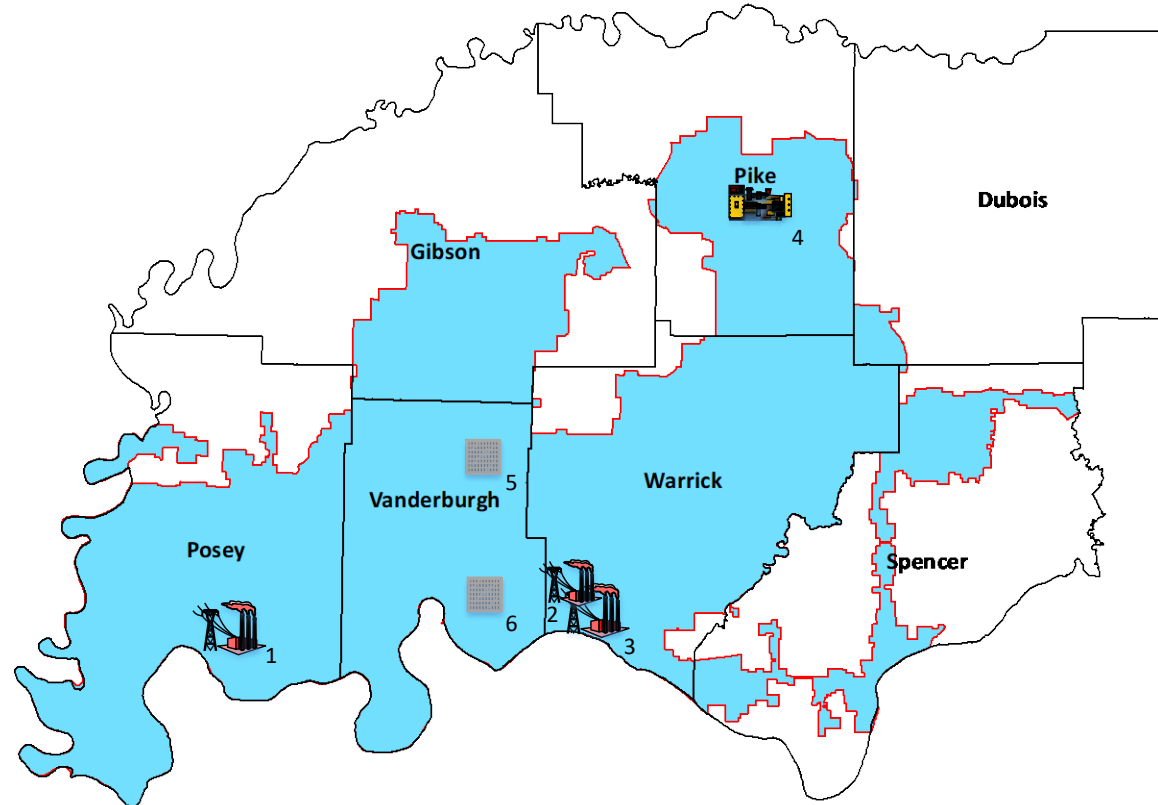 Pike
4
Dubois
Gibson
5
Vanderburgh
Warrick
Posey
Spencer
2
6
3
1